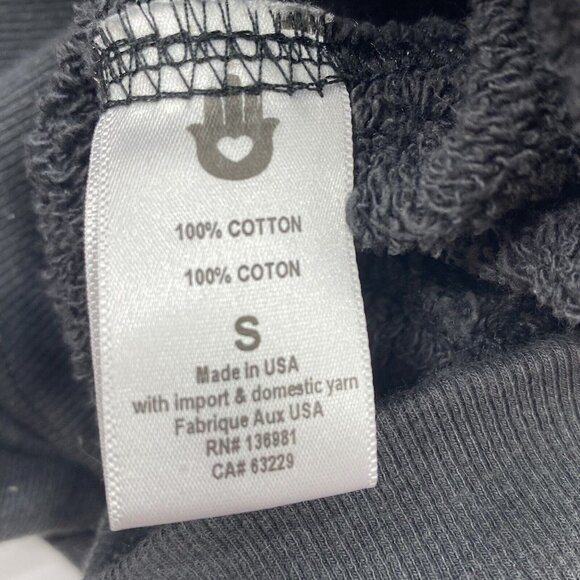 100% COTTON
100% COTON
S
Made in USA
with import & domestic yarn
Fabrique Aux USA
RN# 136981
CA# 63229